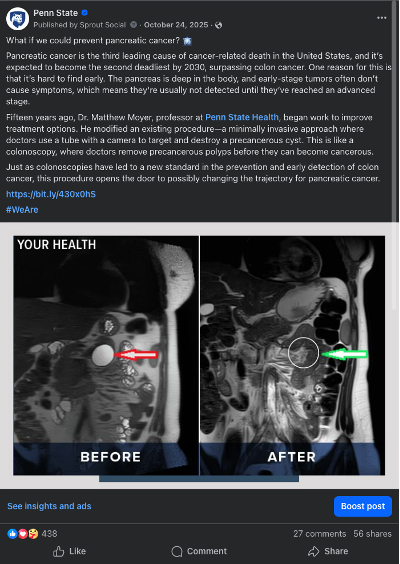 Penn State
Published by Sprout Social · October 24, 2025 ·
What if we could prevent pancreatic cancer?
Pancreatic cancer is the third leading cause of cancer-related death in the United States, and it's
expected to become the second deadliest by 2030, surpassing colon cancer. One reason for this is
that it's hard to find early. The pancreas is deep in the body, and early-stage tumors often don't
cause symptoms, which means they're usually not detected until they've reached an advanced
stage.
Fifteen years ago, Dr. Matthew Moyer, professor at Penn State Health, began work to improve
treatment options. He modified an existing procedure—a minimally invasive approach where
doctors use a tube with a camera to target and destroy a precancerous cyst. This is like a
colonoscopy, where doctors remove precancerous polyps before they can become cancerous.
Just as colonoscopies have led to a new standard in the prevention and early detection of colon
cancer, this procedure opens the door to possibly changing the trajectory for pancreatic cancer.
https://bit.ly/430x0hS
#WeAre
YOUR HEALTH
BEFORE
AFTER
See insights and ads
Boost post
438
27 comments 56 shares
Like
Comment
Share